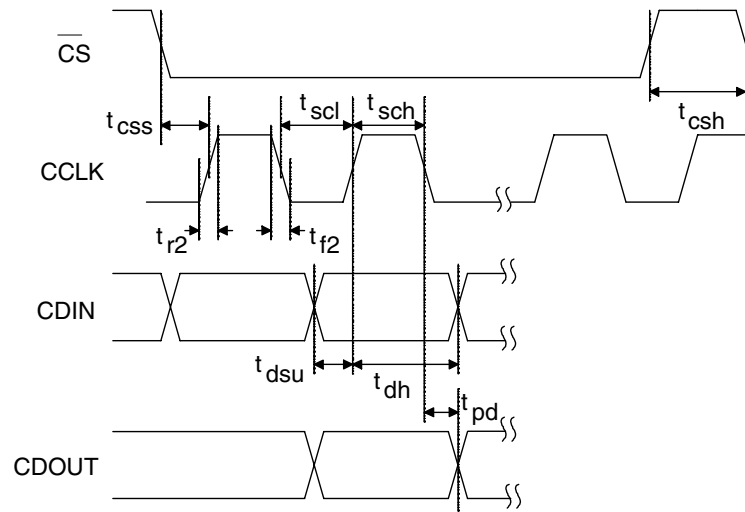 CS
t_css
t_scl
t_sch
t_csh
CCLK
t_r2
t_f2
CDIN
t_dsu
t_dh
t_pd
CDOUT